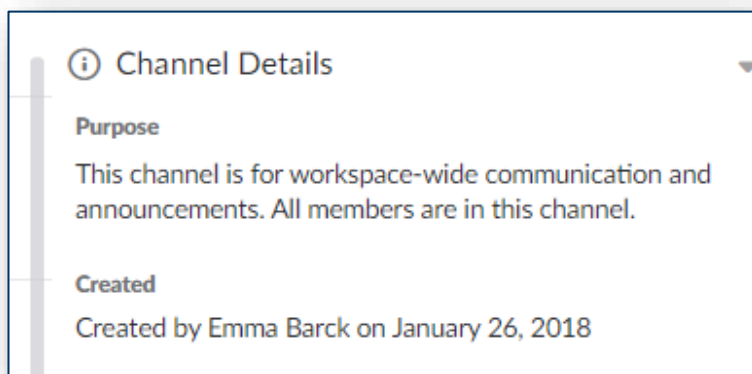 Channel Details
Purpose
This channel is for workspace-wide communication and
announcements. All members are in this channel.
Created
Created by Emma Barck on January 26, 2018